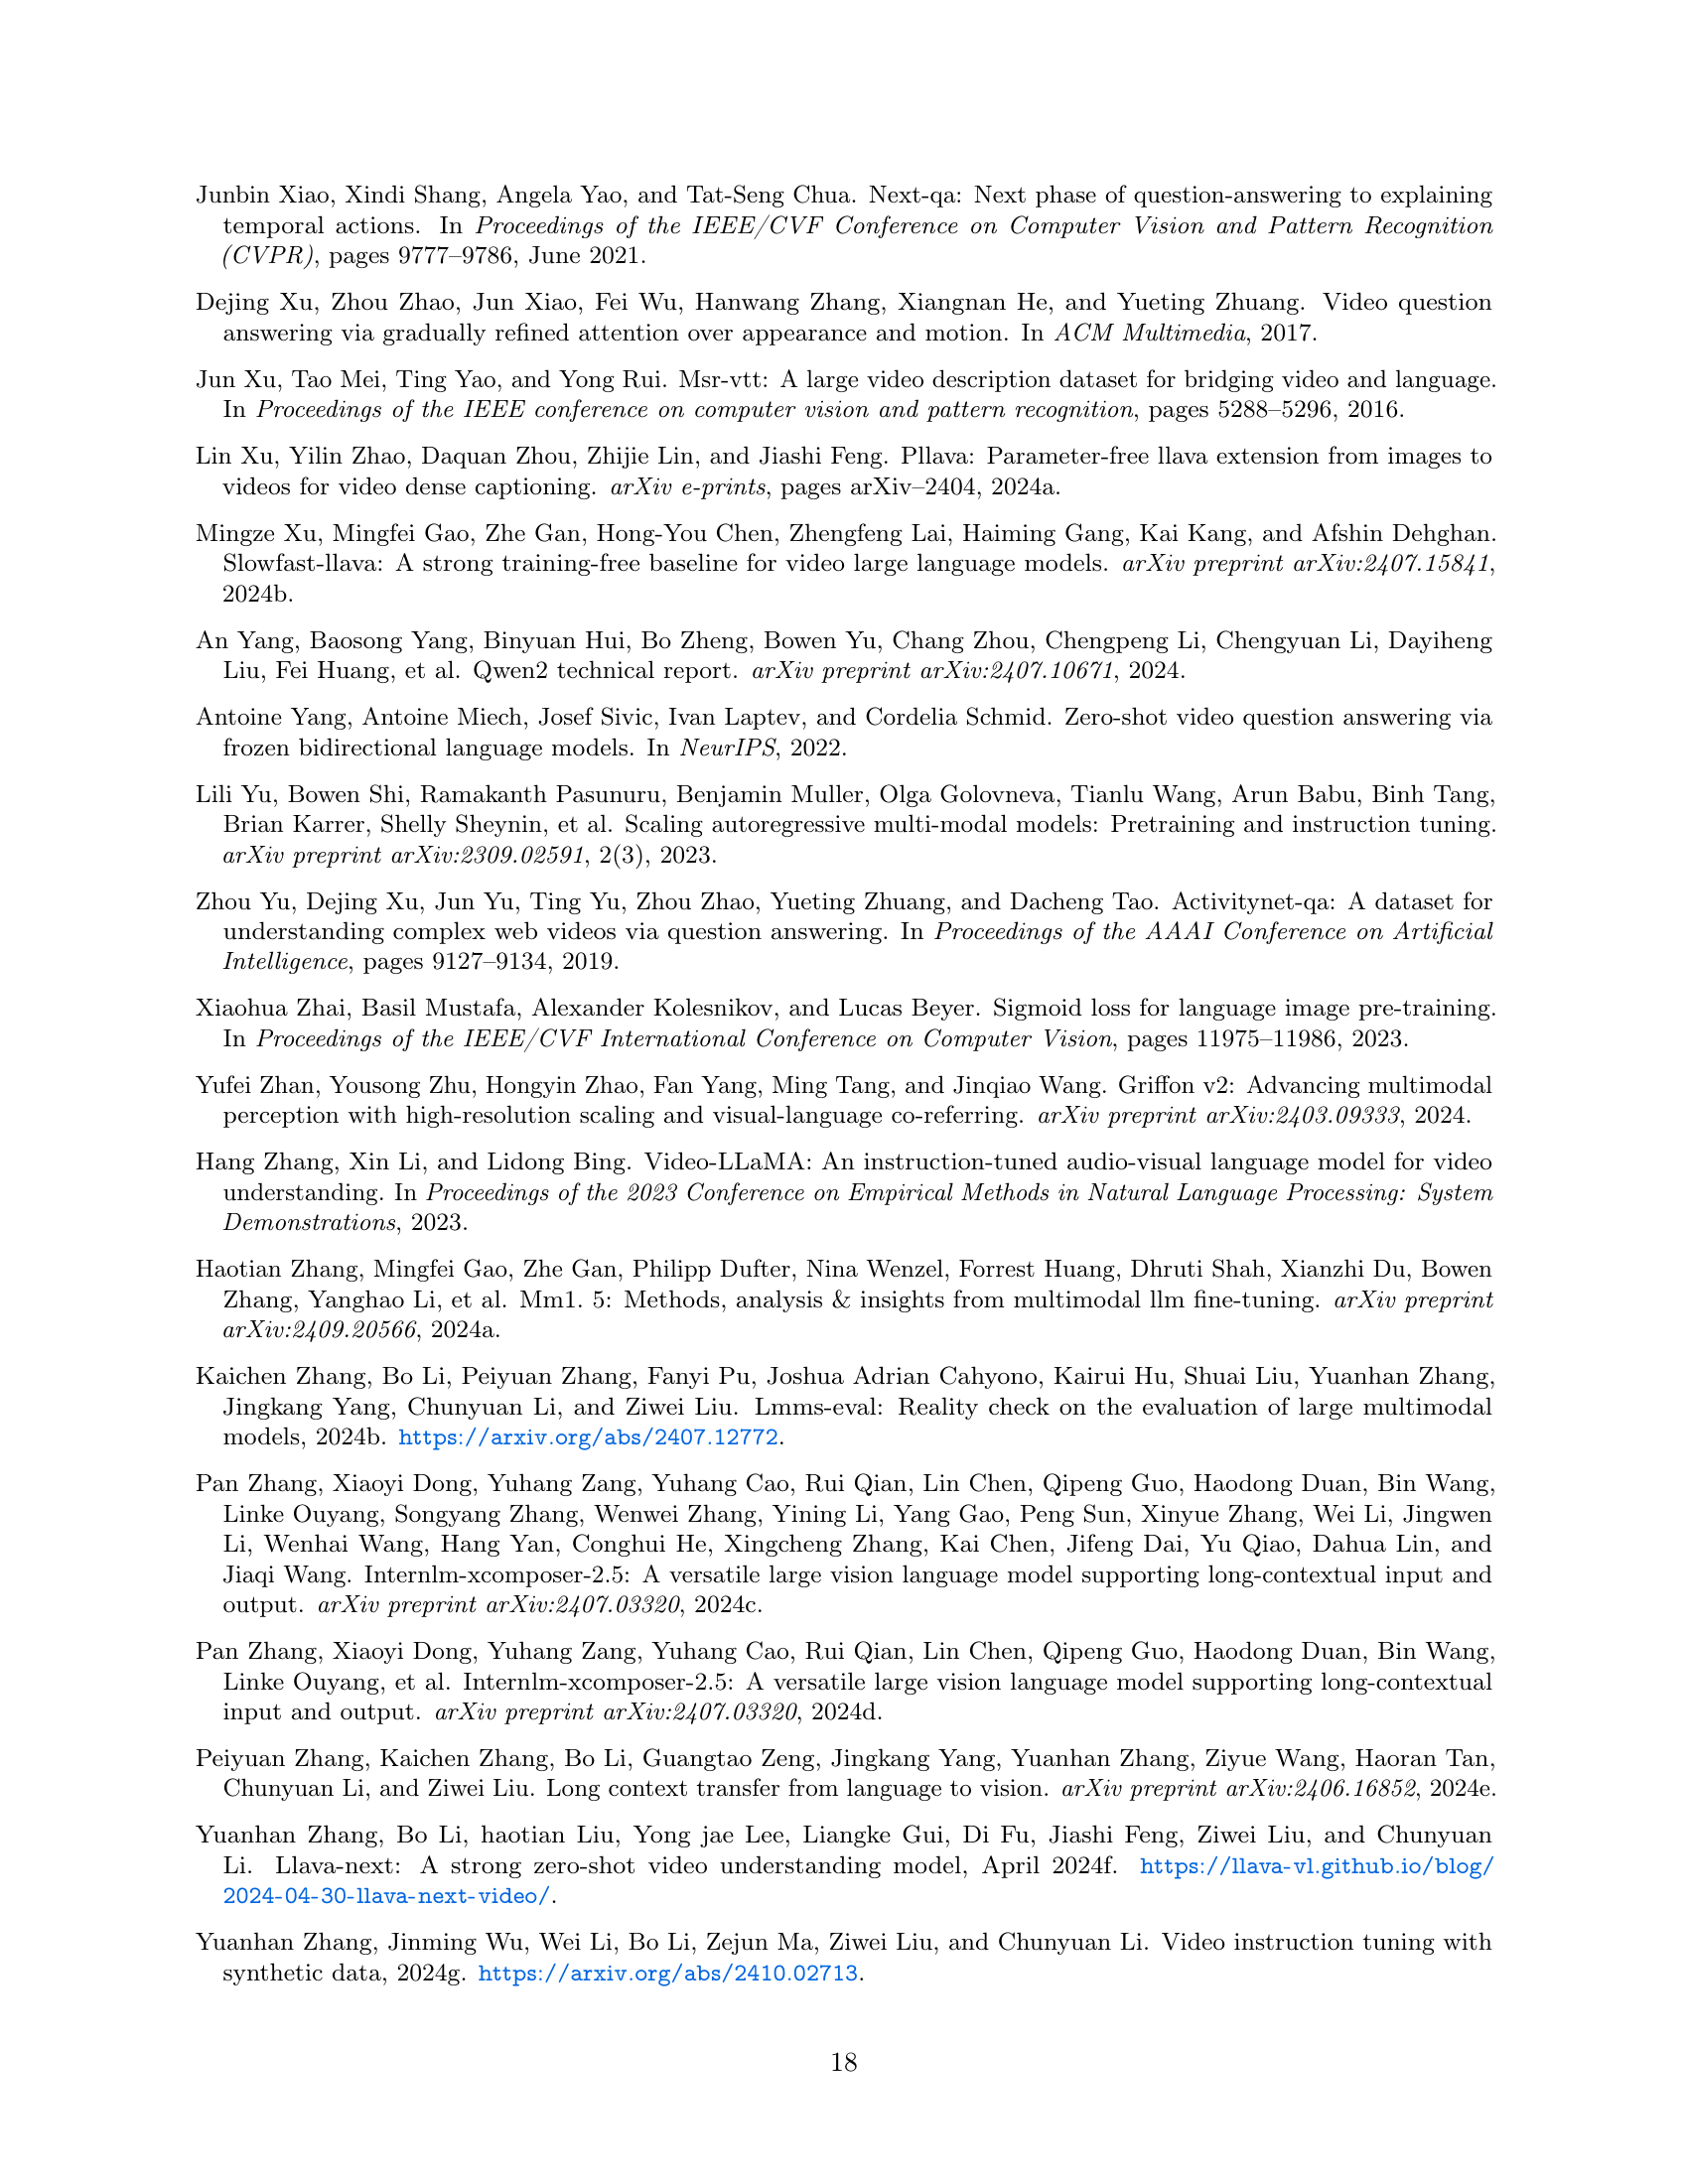 Junbin Xiao, Xindi Shang, Angela Yao, and Tat-Seng Chua. Next-qa: Next phase of question-answering to explaining
temporal actions. In Proceedings of the IEEE/CVF Conference on Computer Vision and Pattern Recognition
(CVPR), pages 9777–9786, June 2021.
Dejing Xu, Zhou Zhao, Jun Xiao, Fei Wu, Hanwang Zhang, Xiangnan He, and Yueting Zhuang. Video question
answering via gradually refined attention over appearance and motion. In ACM Multimedia, 2017.
Jun Xu, Tao Mei, Ting Yao, and Yong Rui. Msr-vtt: A large video description dataset for bridging video and language.
In Proceedings of the IEEE conference on computer vision and pattern recognition, pages 5288–5296, 2016.
Lin Xu, Yilin Zhao, Daquan Zhou, Zhijie Lin, and Jiashi Feng. Pllava: Parameter-free llava extension from images to
videos for video dense captioning. arXiv e-prints, pages arXiv–2404, 2024a.
Mingze Xu, Mingfei Gao, Zhe Gan, Hong-You Chen, Zhengfeng Lai, Haiming Gang, Kai Kang, and Afshin Dehghan.
Slowfast-llava: A strong training-free baseline for video large language models. arXiv preprint arXiv:2407.15841,
2024b.
An Yang, Baosong Yang, Binyuan Hui, Bo Zheng, Bowen Yu, Chang Zhou, Chengpeng Li, Chengyuan Li, Dayiheng
Liu, Fei Huang, et al. Qwen2 technical report. arXiv preprint arXiv:2407.10671, 2024.
Antoine Yang, Antoine Miech, Josef Sivic, Ivan Laptev, and Cordelia Schmid. Zero-shot video question answering via
frozen bidirectional language models. In NeurIPS, 2022.
Lili Yu, Bowen Shi, Ramakanth Pasunuru, Benjamin Muller, Olga Golovneva, Tianlu Wang, Arun Babu, Binh Tang,
Brian Karrer, Shelly Sheynin, et al. Scaling autoregressive multi-modal models: Pretraining and instruction tuning.
arXiv preprint arXiv:2309.02591, 2(3), 2023.
Zhou Yu, Dejing Xu, Jun Yu, Ting Yu, Zhou Zhao, Yueting Zhuang, and Dacheng Tao. Activitynet-qa: A dataset for
understanding complex web videos via question answering. In Proceedings of the AAAI Conference on Artificial
Intelligence, pages 9127–9134, 2019.
Xiaohua Zhai, Basil Mustafa, Alexander Kolesnikov, and Lucas Beyer. Sigmoid loss for language image pre-training.
In Proceedings of the IEEE/CVF International Conference on Computer Vision, pages 11975–11986, 2023.
Yufei Zhan, Yousong Zhu, Hongyin Zhao, Fan Yang, Ming Tang, and Jinqiao Wang. Griffon v2: Advancing multimodal
perception with high-resolution scaling and visual-language co-referring. arXiv preprint arXiv:2403.09333, 2024.
Hang Zhang, Xin Li, and Lidong Bing. Video-LLaMA: An instruction-tuned audio-visual language model for video
understanding. In Proceedings of the 2023 Conference on Empirical Methods in Natural Language Processing: System
Demonstrations, 2023.
Haotian Zhang, Mingfei Gao, Zhe Gan, Philipp Dufter, Nina Wenzel, Forrest Huang, Dhruti Shah, Xianzhi Du, Bowen
Zhang, Yanghao Li, et al. Mm1. 5: Methods, analysis & insights from multimodal llm fine-tuning. arXiv preprint
arXiv:2409.20566, 2024a.
Kaichen Zhang, Bo Li, Peiyuan Zhang, Fanyi Pu, Joshua Adrian Cahyono, Kairui Hu, Shuai Liu, Yuanhan Zhang,
Jingkang Yang, Chunyuan Li, and Ziwei Liu. Lmms-eval: Reality check on the evaluation of large multimodal
models, 2024b. https://arxiv.org/abs/2407.12772.
Pan Zhang, Xiaoyi Dong, Yuhang Zang, Yuhang Cao, Rui Qian, Lin Chen, Qipeng Guo, Haodong Duan, Bin Wang,
Linke Ouyang, Songyang Zhang, Wenwei Zhang, Yining Li, Yang Gao, Peng Sun, Xinyue Zhang, Wei Li, Jingwen
Li, Wenhai Wang, Hang Yan, Conghui He, Xingcheng Zhang, Kai Chen, Jifeng Dai, Yu Qiao, Dahua Lin, and
Jiaqi Wang. Internlm-xcomposer-2.5: A versatile large vision language model supporting long-contextual input and
output. arXiv preprint arXiv:2407.03320, 2024c.
Pan Zhang, Xiaoyi Dong, Yuhang Zang, Yuhang Cao, Rui Qian, Lin Chen, Qipeng Guo, Haodong Duan, Bin Wang,
Linke Ouyang, et al. Internlm-xcomposer-2.5: A versatile large vision language model supporting long-contextual
input and output. arXiv preprint arXiv:2407.03320, 2024d.
Peiyuan Zhang, Kaichen Zhang, Bo Li, Guangtao Zeng, Jingkang Yang, Yuanhan Zhang, Ziyue Wang, Haoran Tan,
Chunyuan Li, and Ziwei Liu. Long context transfer from language to vision. arXiv preprint arXiv:2406.16852, 2024e.
Yuanhan Zhang, Bo Li, haotian Liu, Yong jae Lee, Liangke Gui, Di Fu, Jiashi Feng, Ziwei Liu, and Chunyuan
Li. Llava-next: A strong zero-shot video understanding model, April 2024f. https://llava-vl.github.io/blog/
2024-04-30-llava-next-video/.
Yuanhan Zhang, Jinming Wu, Wei Li, Bo Li, Zejun Ma, Ziwei Liu, and Chunyuan Li. Video instruction tuning with
synthetic data, 2024g. https://arxiv.org/abs/2410.02713.
18